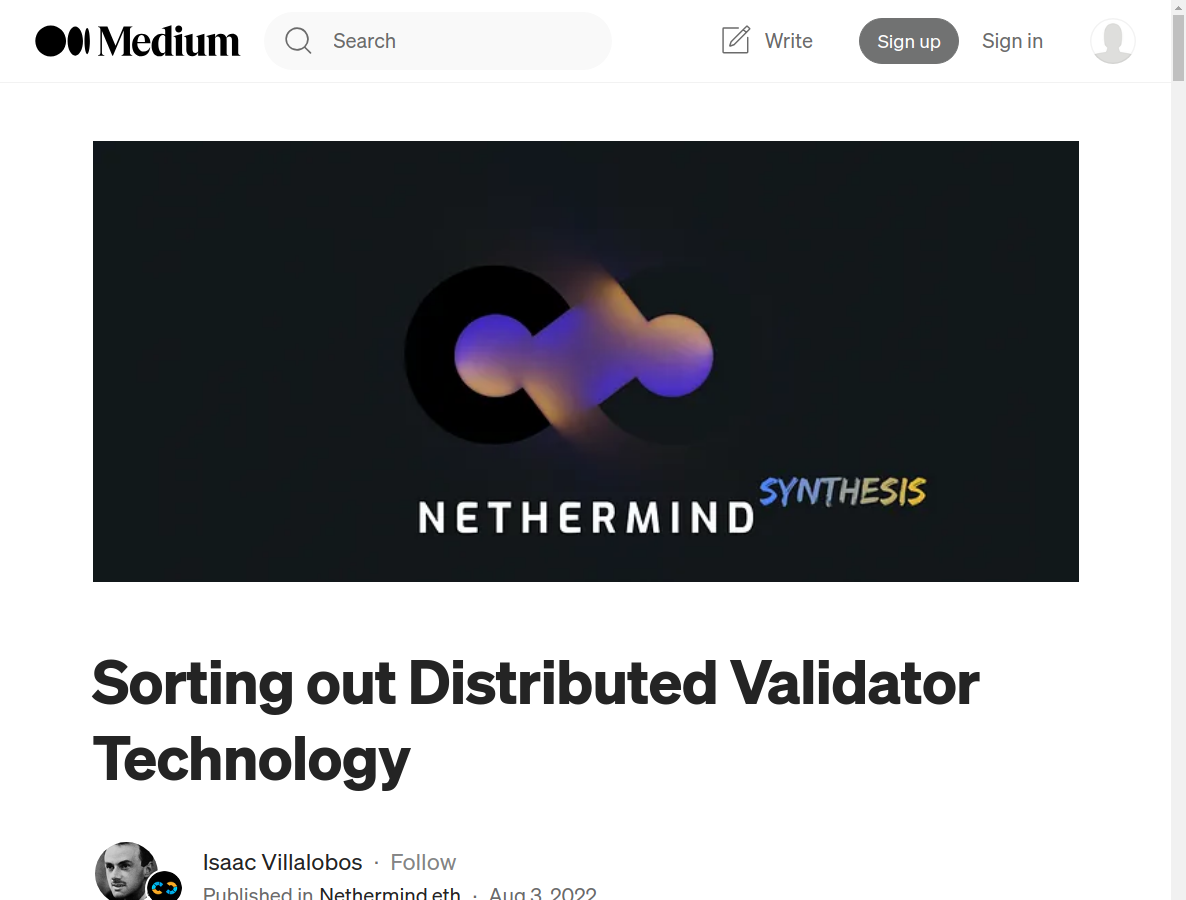 Medium
Search
Write
Sign up
Sign in
NETHERMIND SYNTHESIS
Sorting out Distributed Validator
Technology
Isaac Villalobos · Follow
Published in Nethermind.eth · Aug 3, 2022